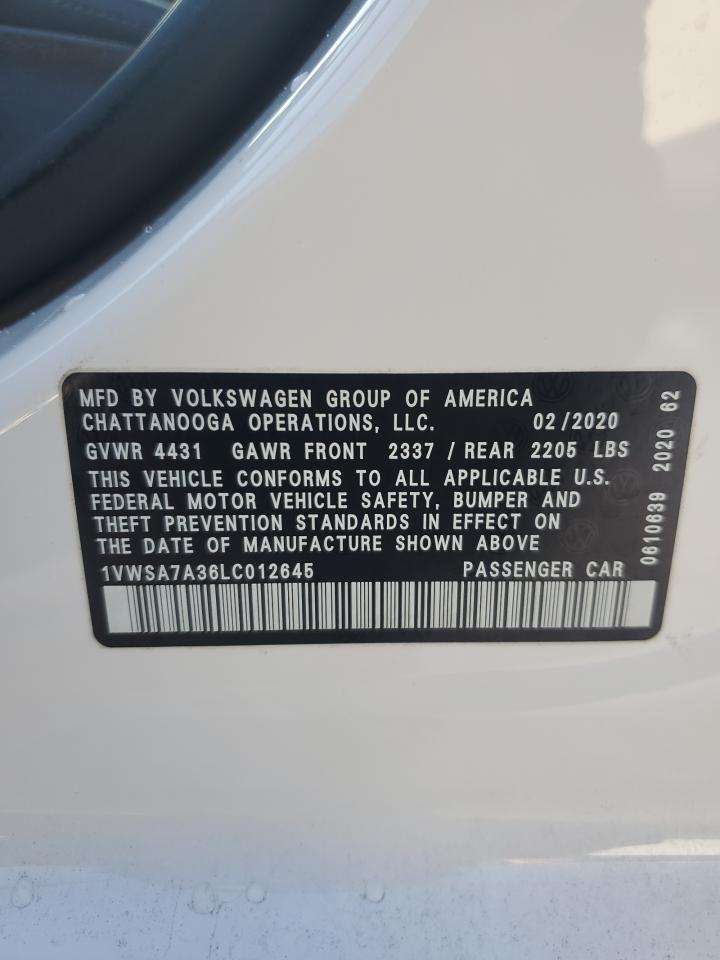 MFD BY VOLKSWAGEN GROUP OF AMERICA
CHATTANOOGA OPERATIONS, LLC. 02/2020
GVWR 4431 GAWR FRONT 2337 / REAR 2205 LBS
THIS VEHICLE CONFORMS TO ALL APPLICABLE U.S.
FEDERAL MOTOR VEHICLE SAFETY, BUMPER AND
THEFT PREVENTION STANDARDS IN EFFECT ON
THE DATE OF MANUFACTURE SHOWN ABOVE
1VWSA7A36LC012645 PASSENGER CAR
0610639 2020 62